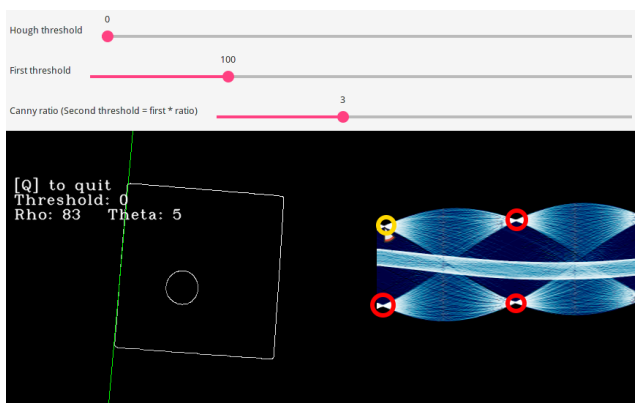 0
Hough threshold
100
First threshold
3
Canny ratio (Second threshold = first * ratio)
[Q] to quit
Threshold: 0
Rho: 83 Theta: 5